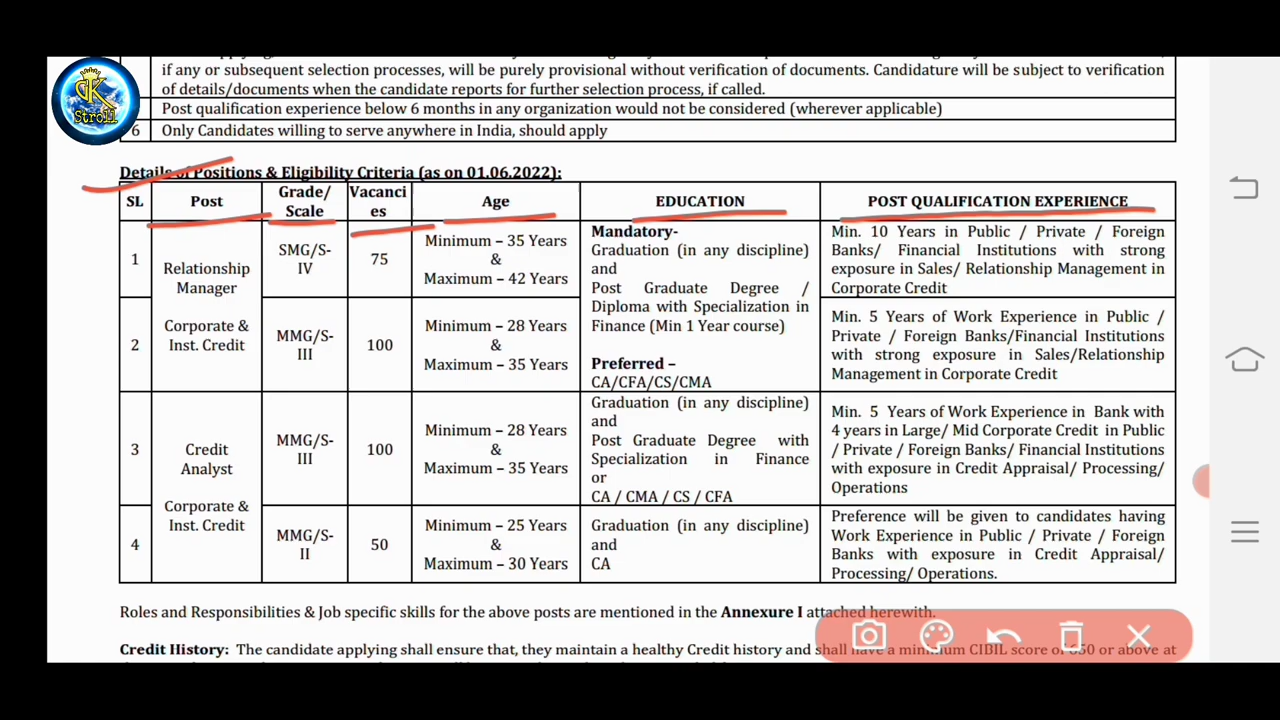 if any or subsequent selection processes, will be purely provisional without verification of documents. Candidature will be subject to verification
of details/documents when the candidate reports for further selection process, if called.
Post qualification experience below 6 months in any organization would not be considered (wherever applicable)
6 Only Candidates willing to serve anywhere in India, should apply
GK
Stroll
Details of Positions & Eligibility Criteria (as on 01.06.2022):
SL Post Grade/ Scale Vacanci es Age EDUCATION POST QUALIFICATION EXPERIENCE
1
Relationship
Manager
Corporate &
Inst. Credit
SMG/S-
IV
75
Minimum – 35 Years
&
Maximum – 42 Years
Mandatory-
Graduation (in any discipline)
and
Post Graduate Degree /
Diploma with Specialization in
Finance (Min 1 Year course)
Preferred –
CA/CFA/CS/CMA
Min. 10 Years in Public / Private / Foreign
Banks/ Financial Institutions with strong
exposure in Sales/ Relationship Management in
Corporate Credit
2
MMG/S-
III
100
Minimum – 28 Years
&
Maximum – 35 Years
Min. 5 Years of Work Experience in Public /
Private / Foreign Banks/Financial Institutions
with strong exposure in Sales/Relationship
Management in Corporate Credit
3
Credit
Analyst
Corporate &
Inst. Credit
MMG/S-
III
100
Minimum – 28 Years
&
Maximum – 35 Years
Graduation (in any discipline)
and
Post Graduate Degree with
Specialization in Finance
or
CA / CMA / CS / CFA
Min. 5 Years of Work Experience in Bank with
4 years in Large/ Mid Corporate Credit in Public
/ Private / Foreign Banks/ Financial Institutions
with exposure in Credit Appraisal/ Processing/
Operations
4
MMG/S-
II
50
Minimum – 25 Years
&
Maximum – 30 Years
Graduation (in any discipline)
and
CA
Preference will be given to candidates having
Work Experience in Public / Private / Foreign
Banks with exposure in Credit Appraisal/
Processing/ Operations.
Roles and Responsibilities & Job specific skills for the above posts are mentioned in the Annexure I attached herewith.
Credit History: The candidate applying shall ensure that, they maintain a healthy Credit history and shall have a minimum CIBIL score of 650 or above at